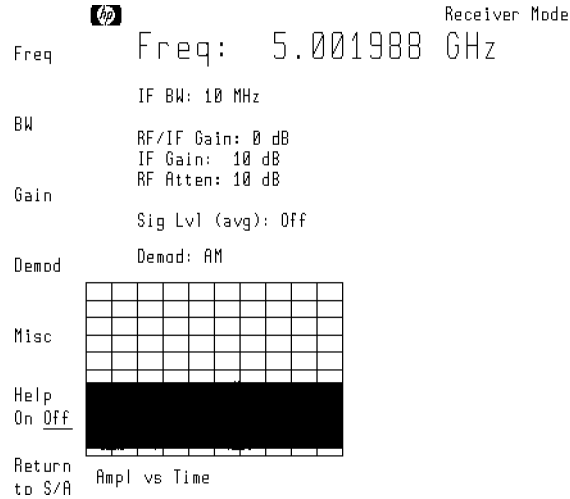 hp
Receiver Mode
Freq: 5.001988 GHz
Freq
IF BW: 10 MHz
BW
RF/IF Gain: 0 dB
IF Gain: 10 dB
RF Atten: 10 dB
Gain
Sig Lvl (avg): Off
Demod: AM
Demod
Misc
Help
On Off
Return
to S/A
Ampl vs Time